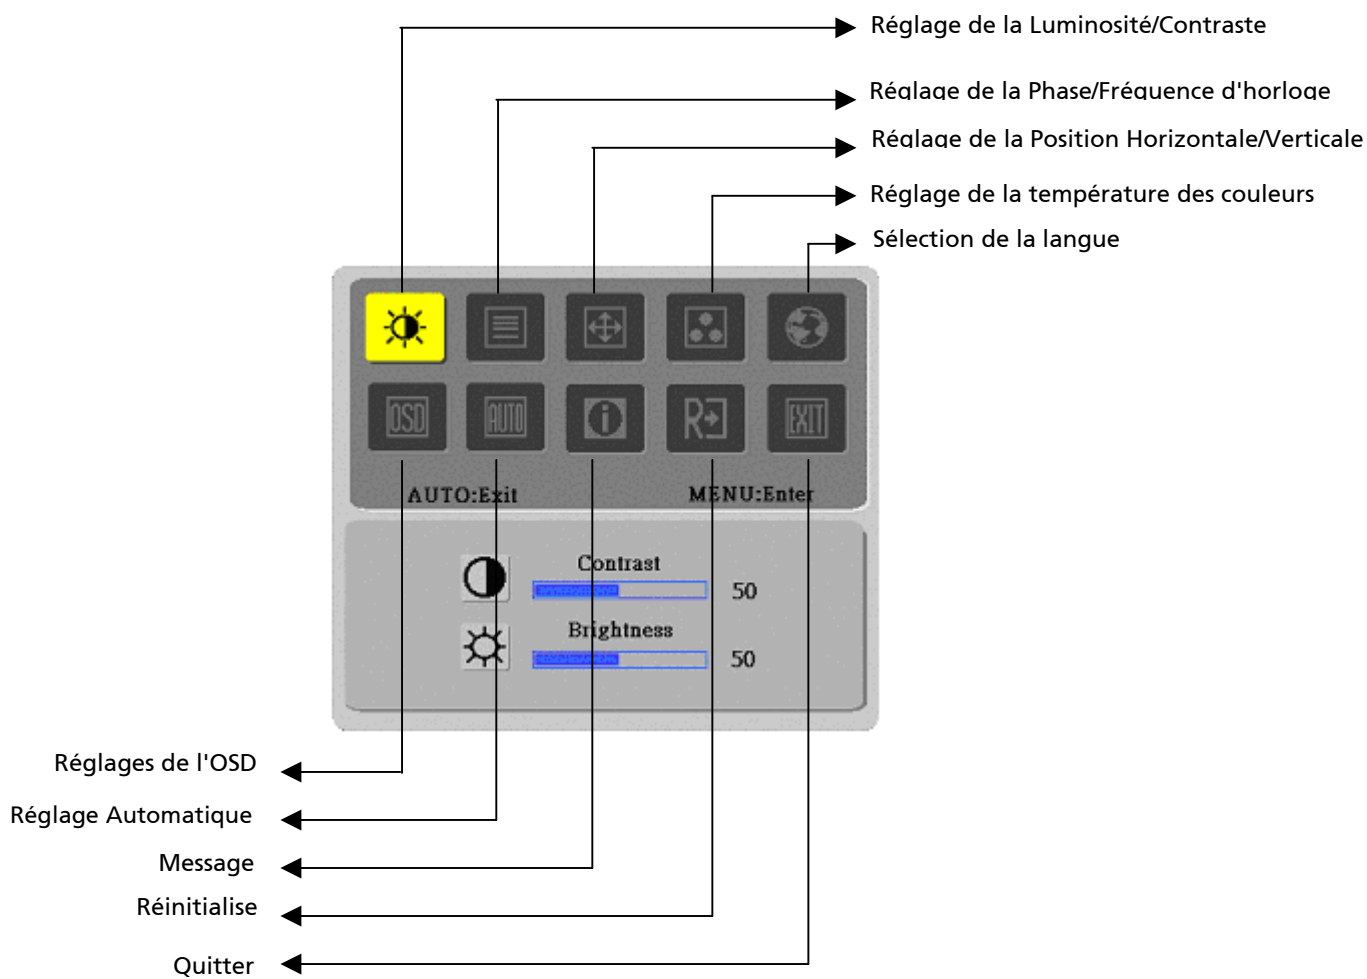 Réglage de la Luminosité/Contraste
Réglage de la Phase/Fréquence d'horloge
Réglage de la Position Horizontale/Verticale
Réglage de la température des couleurs
Sélection de la langue
OSD AUTO i R EXIT
AUTO:Exit MENU:Enter
Contrast
50
Brightness
50
Réglages de l'OSD
Réglage Automatique
Message
Réinitialise
Quitter